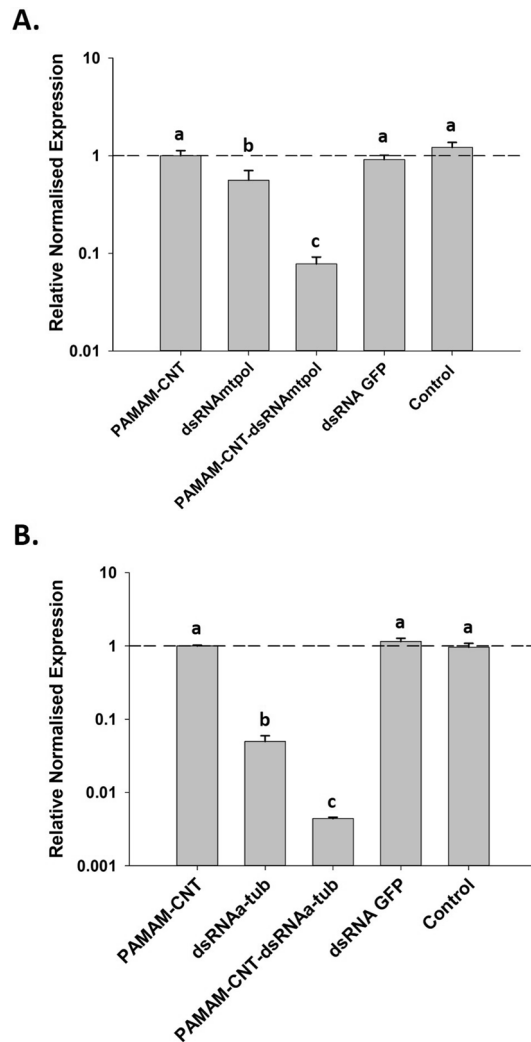 A.
Relative Normalised Expression
10
1
0.1
0.01
a
b
c
a
a
PAMAM-CNT
dsRNAmtpol
PAMAM-CNT-dsRNAmtpol
dsRNA GFP
Control
B.
Relative Normalised Expression
10
1
0.1
0.01
0.001
a
b
c
a
a
PAMAM-CNT
dsRNAa-tub
PAMAM-CNT-dsRNAa-tub
dsRNA GFP
Control